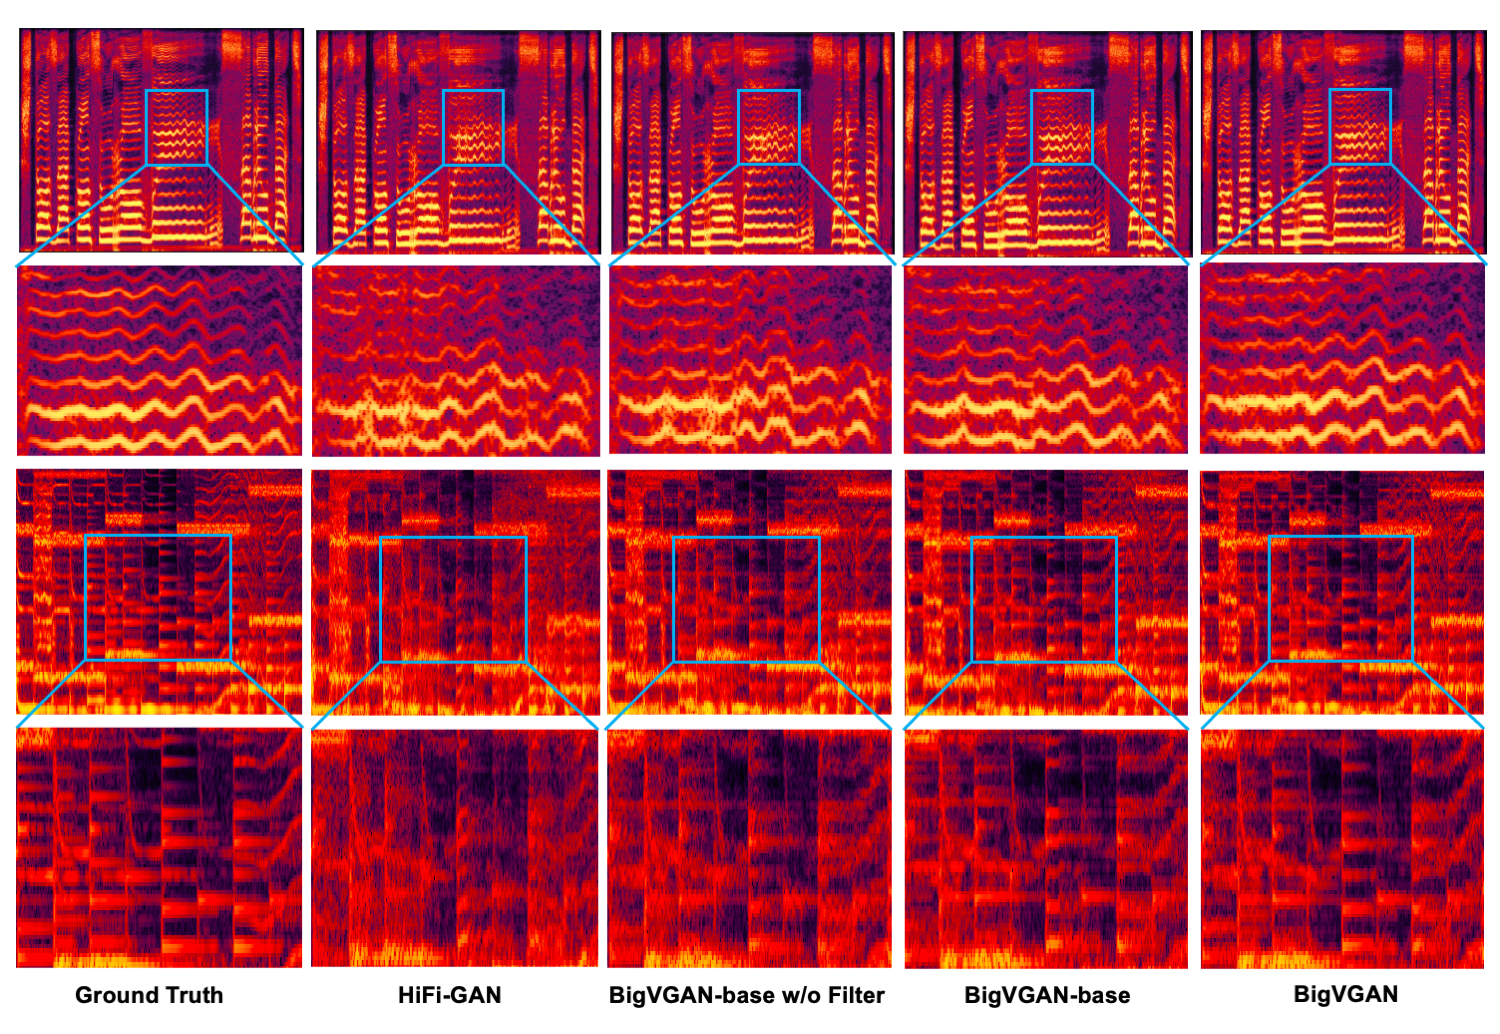 Ground Truth
HiFi-GAN
BigVGAN-base w/o Filter
BigVGAN-base
BigVGAN